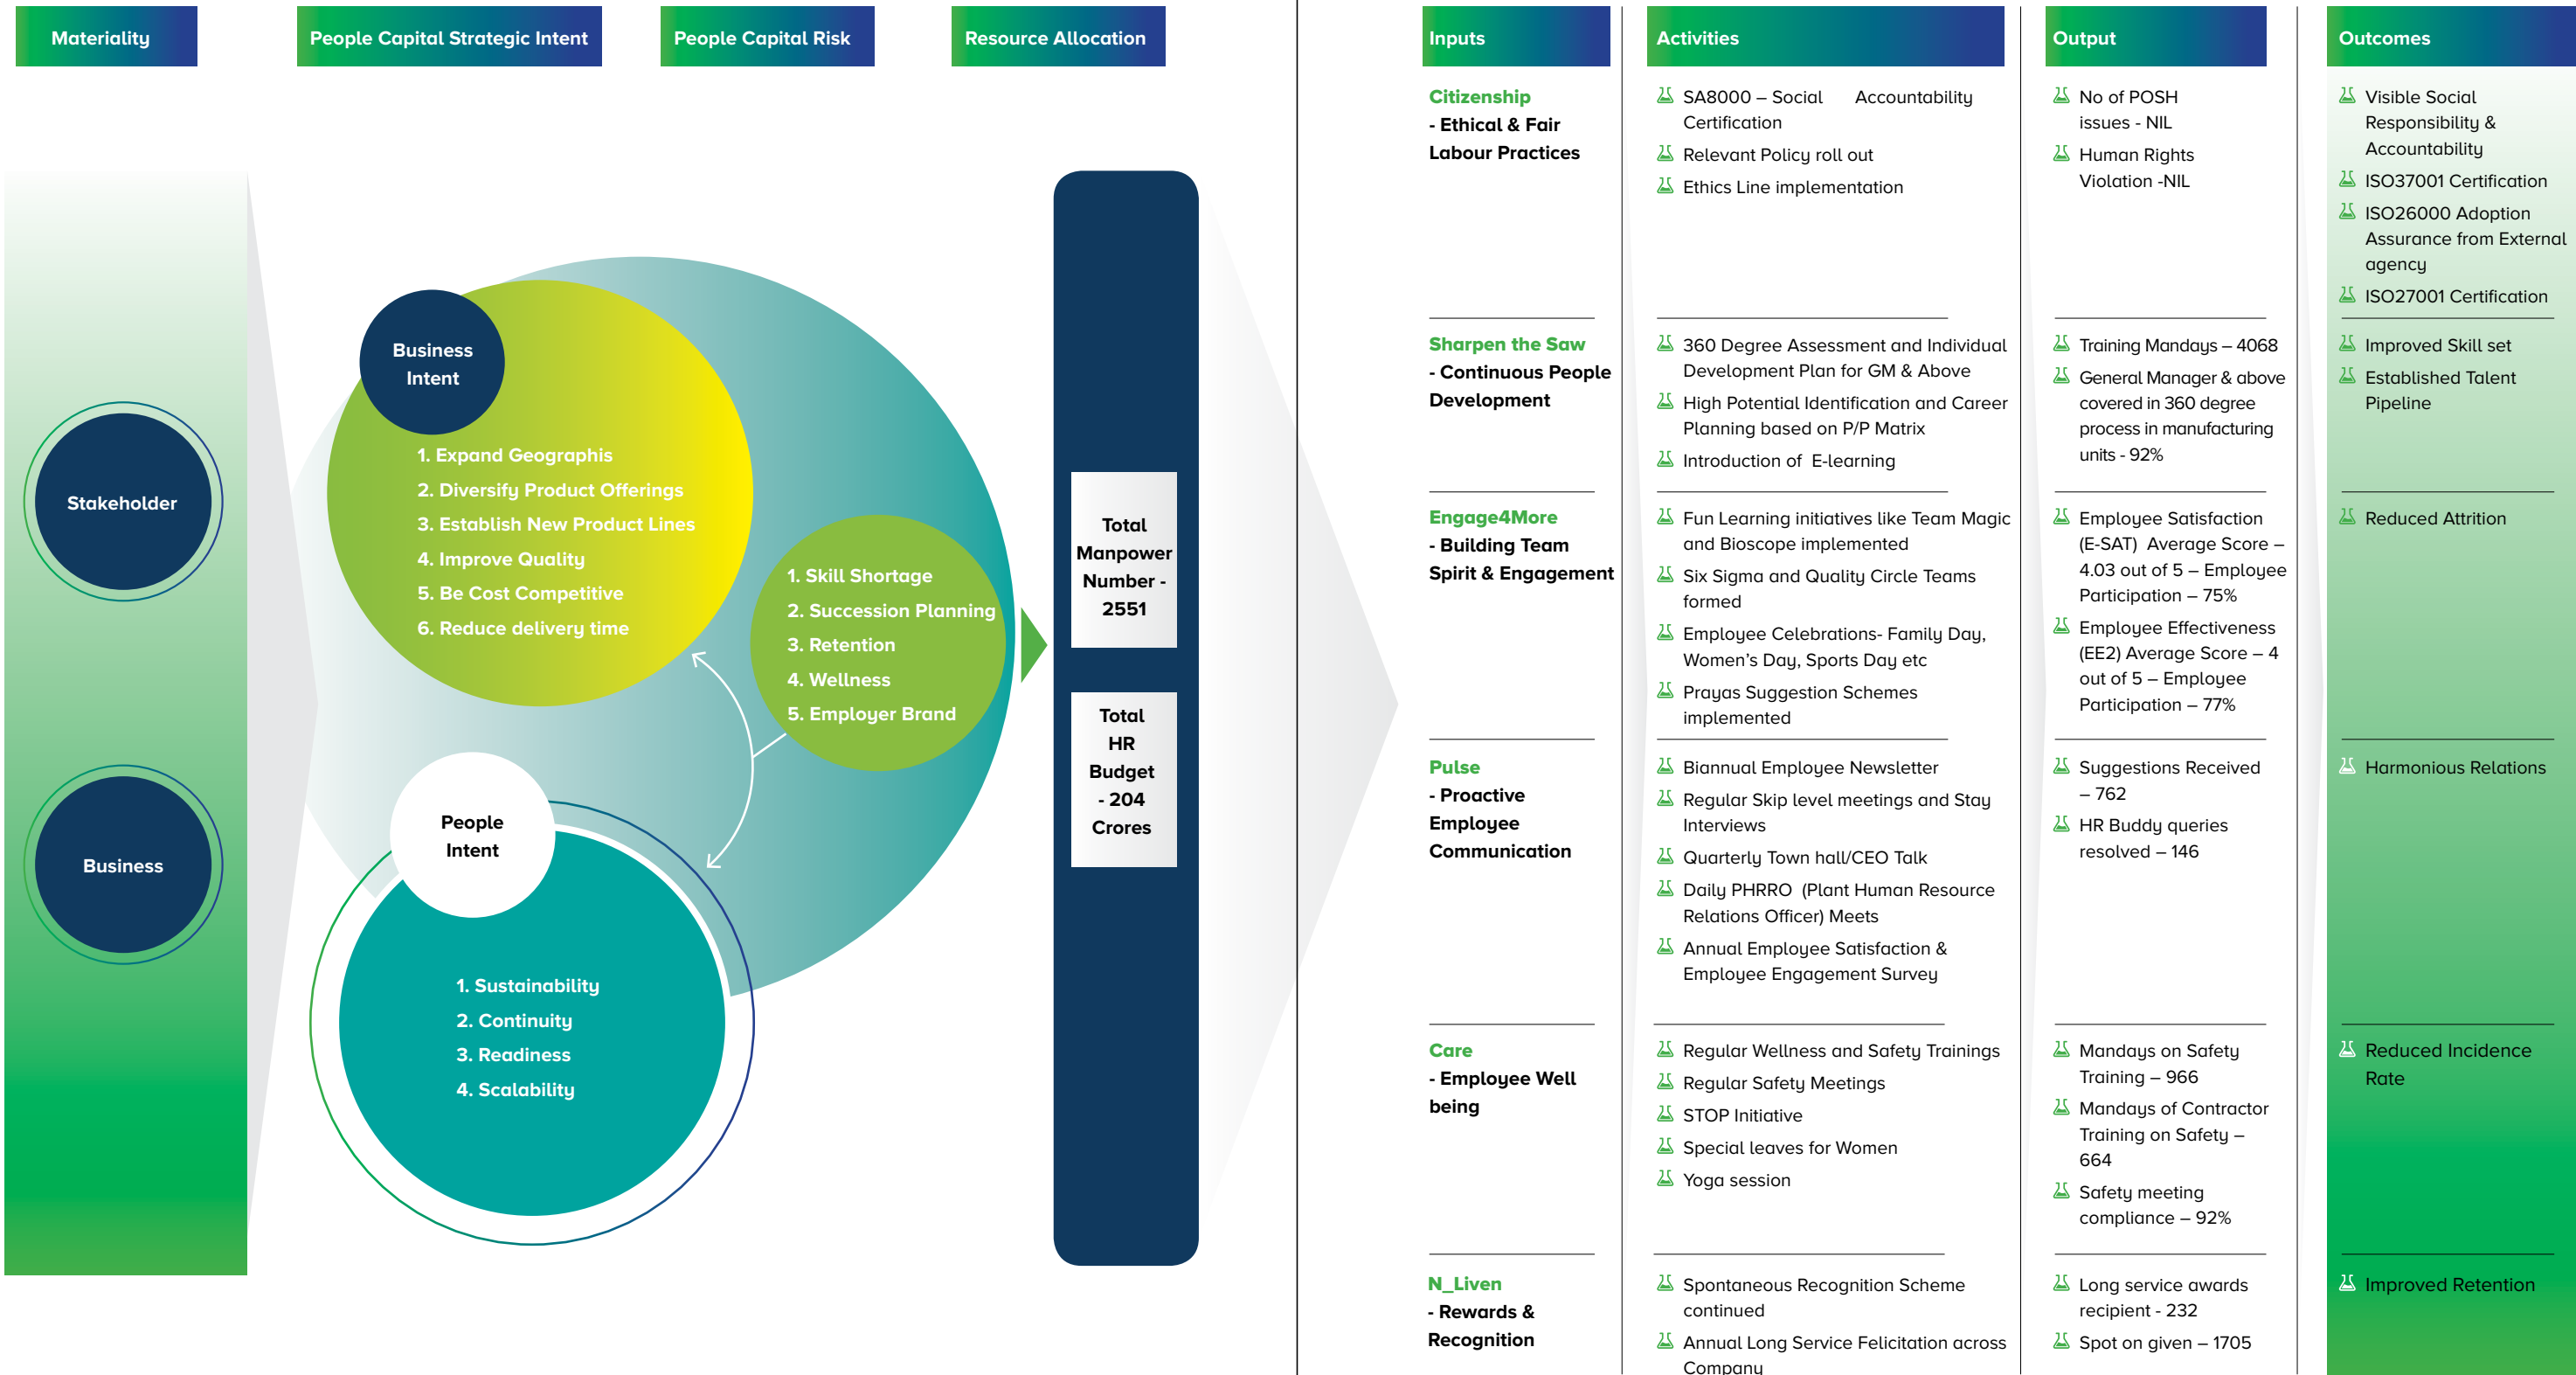 Materiality
People Capital Strategic Intent
People Capital Risk
Resource Allocation
Stakeholder
Business
Business
Intent
1. Expand Geographis
2. Diversify Product Offerings
3. Establish New Product Lines
4. Improve Quality
5. Be Cost Competitive
6. Reduce delivery time
1. Skill Shortage
2. Succession Planning
3. Retention
4. Wellness
5. Employer Brand
People
Intent
1. Sustainability
2. Continuity
3. Readiness
4. Scalability
Total
Manpower
Number -
2551
Total
HR
Budget
- 204
Crores
Inputs
Activities
Output
Outcomes
Citizenship
- Ethical & Fair
Labour Practices
SA8000 – Social Accountability
Certification
Relevant Policy roll out
Ethics Line implementation
No of POSH
issues - NIL
Human Rights
Violation -NIL
Visible Social
Responsibility &
Accountability
ISO37001 Certification
ISO26000 Adoption
Assurance from External
agency
ISO27001 Certification
Sharpen the Saw
- Continuous People
Development
360 Degree Assessment and Individual
Development Plan for GM & Above
High Potential Identification and Career
Planning based on P/P Matrix
Introduction of E-learning
Training Mandays – 4068
General Manager & above
covered in 360 degree
process in manufacturing
units - 92%
Improved Skill set
Established Talent
Pipeline
Engage4More
- Building Team
Spirit & Engagement
Fun Learning initiatives like Team Magic
and Bioscope implemented
Six Sigma and Quality Circle Teams
formed
Employee Celebrations- Family Day,
Women's Day, Sports Day etc
Prayas Suggestion Schemes
implemented
Employee Satisfaction
(E-SAT) Average Score –
4.03 out of 5 – Employee
Participation – 75%
Employee Effectiveness
(EE2) Average Score – 4
out of 5 – Employee
Participation – 77%
Reduced Attrition
Pulse
- Proactive
Employee
Communication
Biannual Employee Newsletter
Regular Skip level meetings and Stay
Interviews
Quarterly Town hall/CEO Talk
Daily PHRRO (Plant Human Resource
Relations Officer) Meets
Annual Employee Satisfaction &
Employee Engagement Survey
Suggestions Received
– 762
HR Buddy queries
resolved – 146
Harmonious Relations
Care
- Employee Well
being
Regular Wellness and Safety Trainings
Regular Safety Meetings
STOP Initiative
Special leaves for Women
Yoga session
Mandays on Safety
Training – 966
Mandays of Contractor
Training on Safety –
664
Safety meeting
compliance – 92%
Reduced Incidence
Rate
N_Liven
- Rewards &
Recognition
Spontaneous Recognition Scheme
continued
Annual Long Service Felicitation across
Company
Long service awards
recipient - 232
Spot on given – 1705
Improved Retention